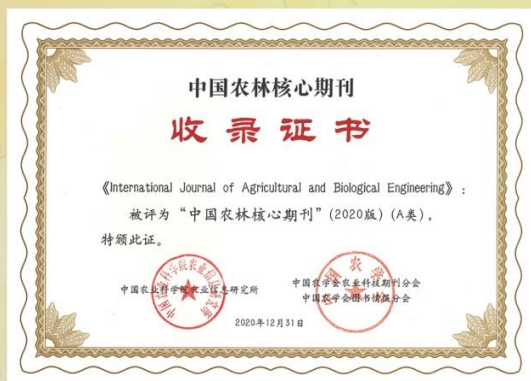 中国农林核心期刊
收录证书
《International Journal of Agricultural and Biological Engineering》：
被评为“中国农林核心期刊”(2020版)(A类)，
特颁此证。
中国农业科学院农业信息研究所
中国农学会农业科技期刊分会
中国农学会图书情报分会
2020年12月31日